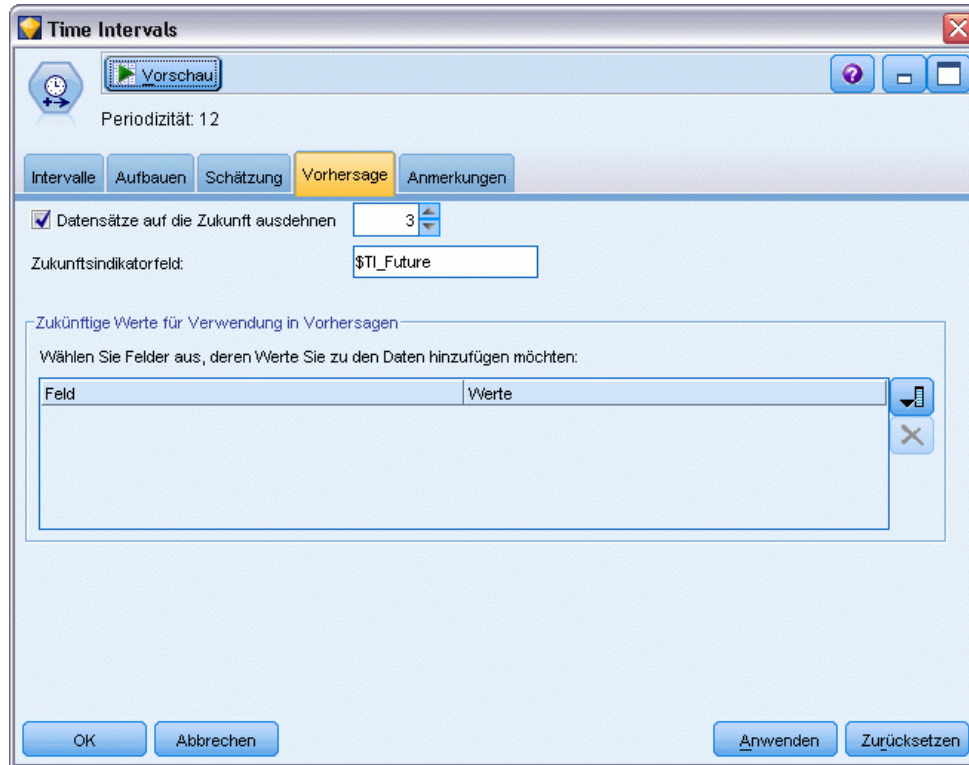 Time Intervals
Vorschau
Periodizität: 12
Intervalle Aufbauen Schätzung Vorhersage Anmerkungen
Datensätze auf die Zukunft ausdehnen 3
Zukunftsindikatorfeld: $TI_Future
Zukünftige Werte für Verwendung in Vorhersagen
Wählen Sie Felder aus, deren Werte Sie zu den Daten hinzufügen möchten:
Feld Werte
OK Abbrechen Anwenden Zurücksetzen